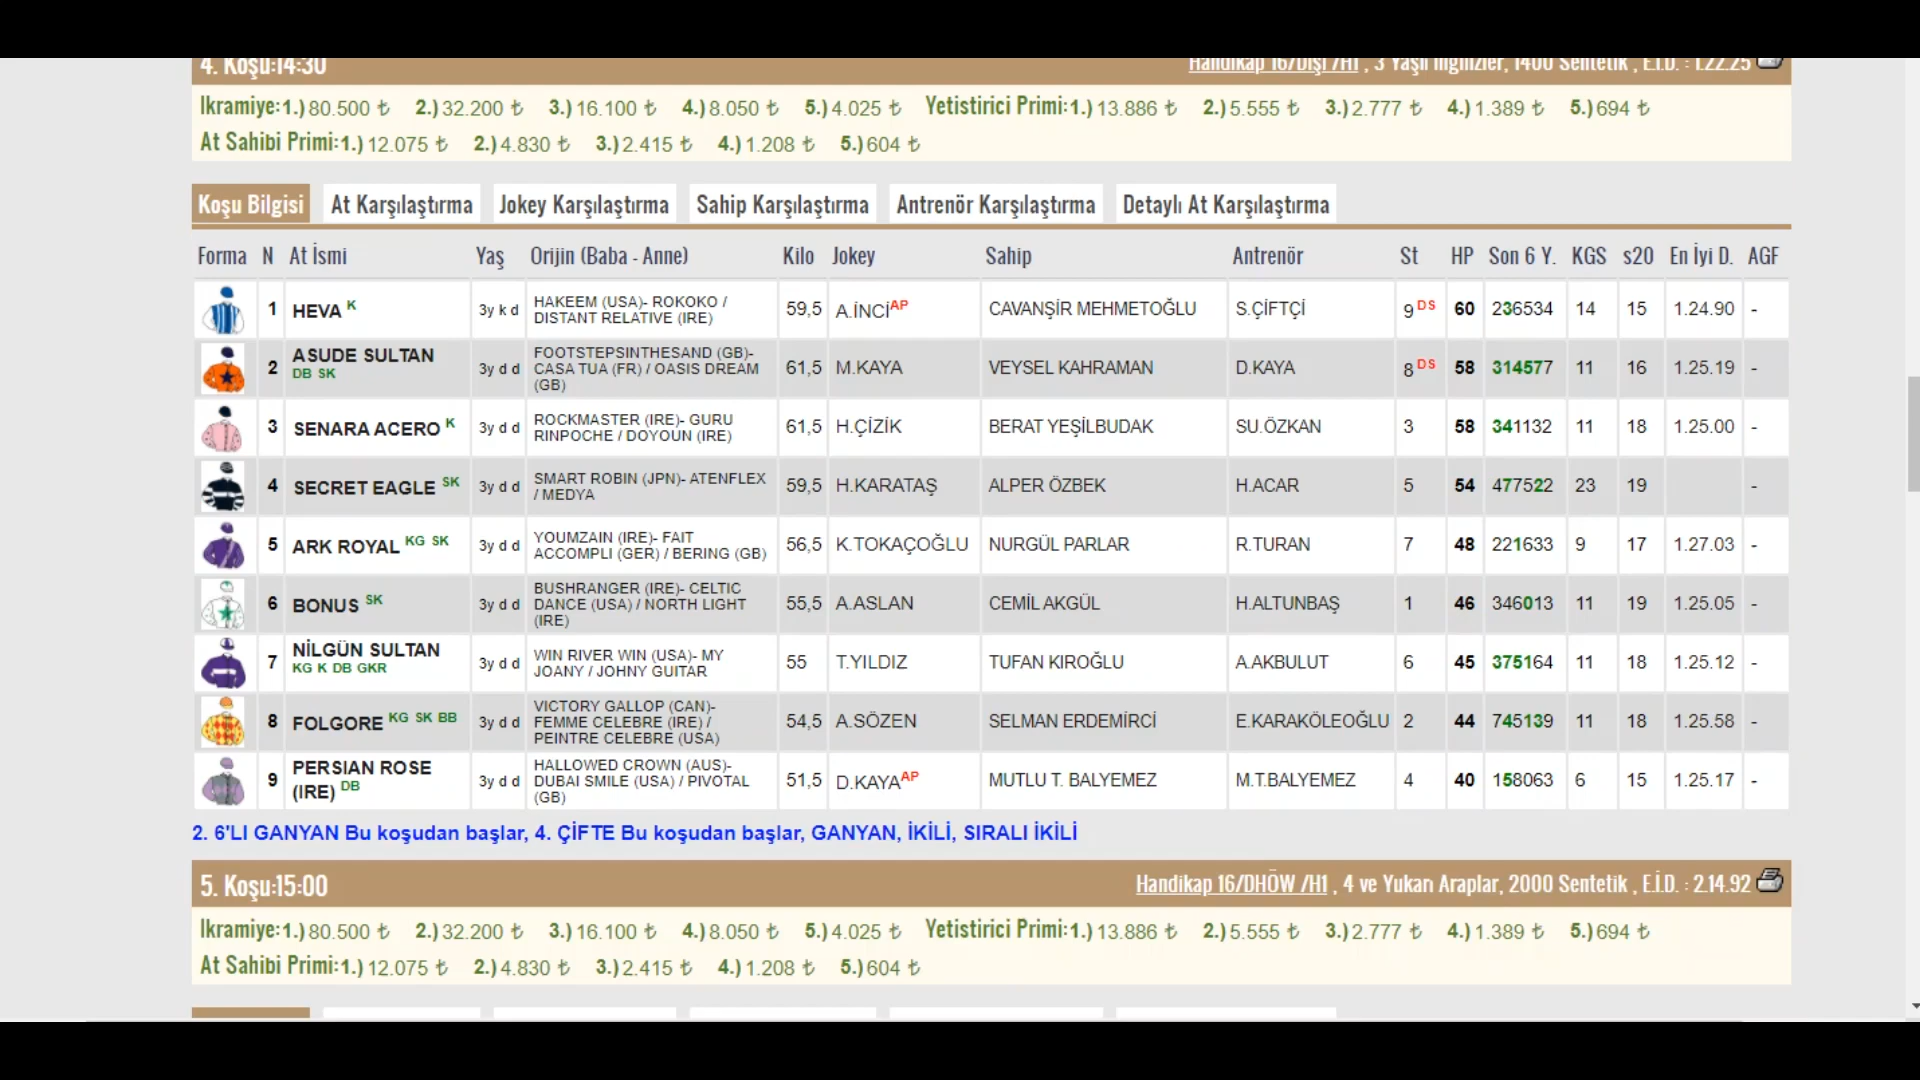 4. Koşu:14:30 Handikap 16/Dişi /H1 , 3 Yaşlı İngilizler, 1400 Sentetik , E.İ.D. : 1.22.25
Ikramiye:1.) 80.500 ₺ 2.) 32.200 ₺ 3.) 16.100 ₺ 4.) 8.050 ₺ 5.) 4.025 ₺ Yetistirici Primi:1.) 13.886 ₺ 2.) 5.555 ₺ 3.) 2.777 ₺ 4.) 1.389 ₺ 5.) 694 ₺
At Sahibi Primi:1.) 12.075 ₺ 2.) 4.830 ₺ 3.) 2.415 ₺ 4.) 1.208 ₺ 5.) 604 ₺
Koşu Bilgisi At Karşılaştırma Jokey Karşılaştırma Sahip Karşılaştırma Antrenör Karşılaştırma Detaylı At Karşılaştırma
Forma N At İsmi Yaş Orijin (Baba - Anne) Kilo Jokey Sahip Antrenör St HP Son 6 Y. KGS s20 En İyi D. AGF
1 HEVA K 3y k d HAKEEM (USA)- ROKOKO / DISTANT RELATIVE (IRE) 59,5 A.İNCİ AP CAVANŞİR MEHMETOĞLU S.ÇİFTÇİ 9 DS 60 236534 14 15 1.24.90 -
2 ASUDE SULTAN DB SK 3y d d FOOTSTEPSINTHESAND (GB)- CASA TUA (FR) / OASIS DREAM (GB) 61,5 M.KAYA VEYSEL KAHRAMAN D.KAYA 8 DS 58 314577 11 16 1.25.19 -
3 SENARA ACERO K 3y d d ROCKMASTER (IRE)- GURU RINPOCHE / DOYOUN (IRE) 61,5 H.ÇİZİK BERAT YEŞİLBUDAK SU.ÖZKAN 3 58 341132 11 18 1.25.00 -
4 SECRET EAGLE SK 3y d d SMART ROBIN (JPN)- ATENFLEX / MEDYA 59,5 H.KARATAŞ ALPER ÖZBEK H.ACAR 5 54 477522 23 19 -
5 ARK ROYAL KG SK 3y d d YOUMZAIN (IRE)- FAIT ACCOMPLI (GER) / BERING (GB) 56,5 K.TOKAÇOĞLU NURGÜL PARLAR R.TURAN 7 48 221633 9 17 1.27.03 -
6 BONUS SK 3y d d BUSHRANGER (IRE)- CELTIC DANCE (USA) / NORTH LIGHT (IRE) 55,5 A.ASLAN CEMİL AKGÜL H.ALTUNBAŞ 1 46 346013 11 19 1.25.05 -
7 NİLGÜN SULTAN KG K DB GKR 3y d d WIN RIVER WIN (USA)- MY JOANY / JOHNY GUITAR 55 T.YILDIZ TUFAN KIROĞLU A.AKBULUT 6 45 375164 11 18 1.25.12 -
8 FOLGORE KG SK BB 3y d d VICTORY GALLOP (CAN)- FEMME CELEBRE (IRE) / PEINTRE CELEBRE (USA) 54,5 A.SÖZEN SELMAN ERDEMİRCİ E.KARAKÖLEOĞLU 2 44 745139 11 18 1.25.58 -
9 PERSIAN ROSE (IRE) DB 3y d d HALLOWED CROWN (AUS)- DUBAI SMILE (USA) / PIVOTAL (GB) 51,5 D.KAYA AP MUTLU T. BALYEMEZ M.T.BALYEMEZ 4 40 158063 6 15 1.25.17 -
2. 6'LI GANYAN Bu koşudan başlar, 4. ÇİFTE Bu koşudan başlar, GANYAN, İKİLİ, SIRALI İKİLİ
5. Koşu:15:00 Handikap 16/DHÖW /H1 , 4 ve Yukarı Araplar, 2000 Sentetik , E.İ.D. : 2.14.92
Ikramiye:1.) 80.500 ₺ 2.) 32.200 ₺ 3.) 16.100 ₺ 4.) 8.050 ₺ 5.) 4.025 ₺ Yetistirici Primi:1.) 13.886 ₺ 2.) 5.555 ₺ 3.) 2.777 ₺ 4.) 1.389 ₺ 5.) 694 ₺
At Sahibi Primi:1.) 12.075 ₺ 2.) 4.830 ₺ 3.) 2.415 ₺ 4.) 1.208 ₺ 5.) 604 ₺